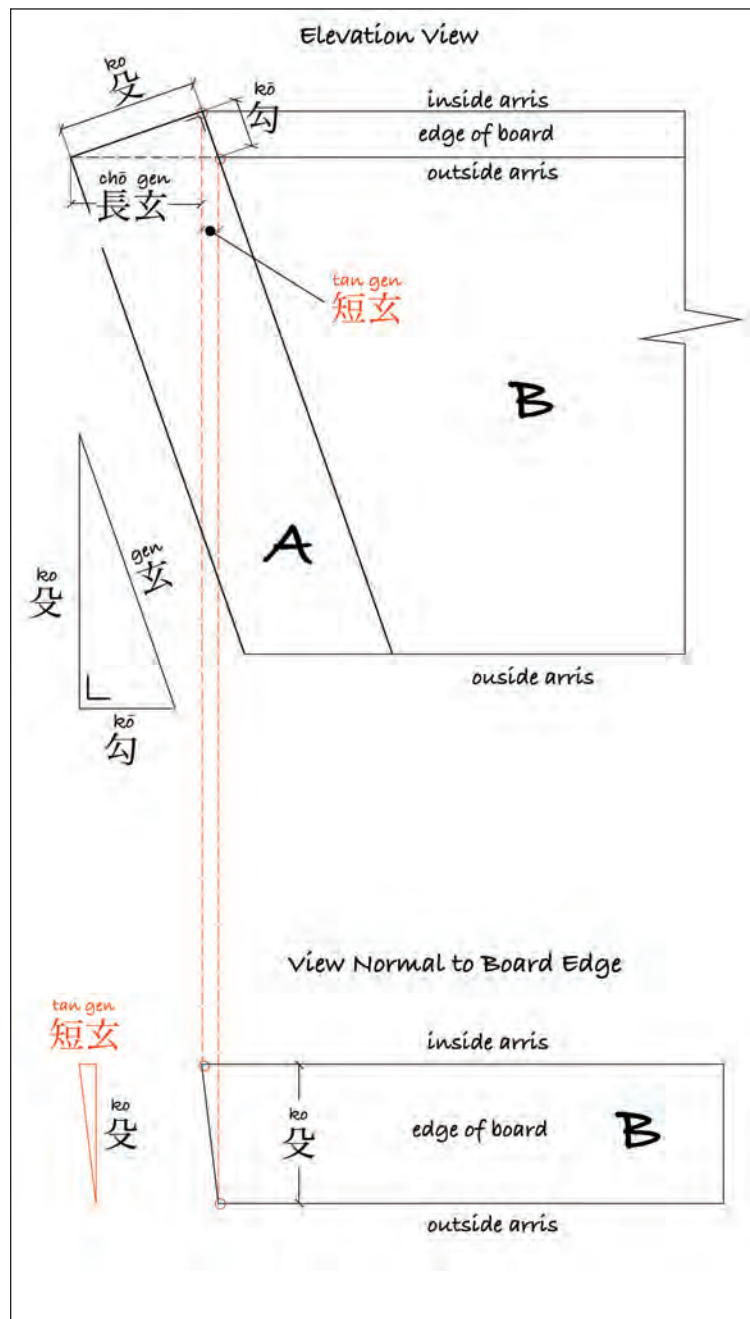 Elevation View
ko
殳
kō
勾
inside arris
edge of board
outside arris
chō gen
長玄
tan gen
短玄
B
A
gen
玄
ko
殳
kō
勾
ouside arris
View Normal to Board Edge
tan gen
短玄
inside arris
ko
殳
ko
殳
edge of board
B
outside arris